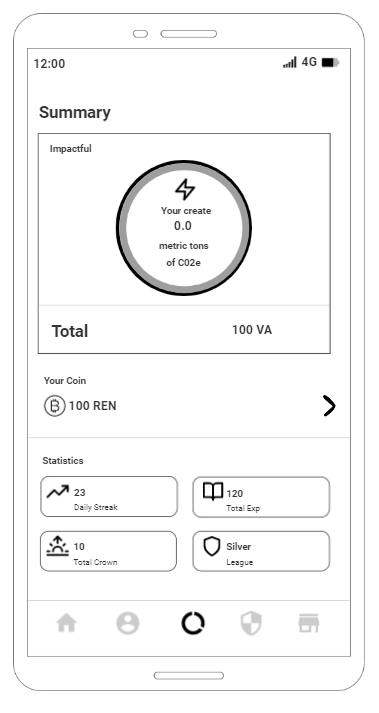 12:00 4G
Summary
Impactful
Your create
0.0
metric tons
of C02e
Total 100 VA
Your Coin
100 REN
Statistics
23
Daily Streak
120
Total Exp
10
Total Crown
Silver
League